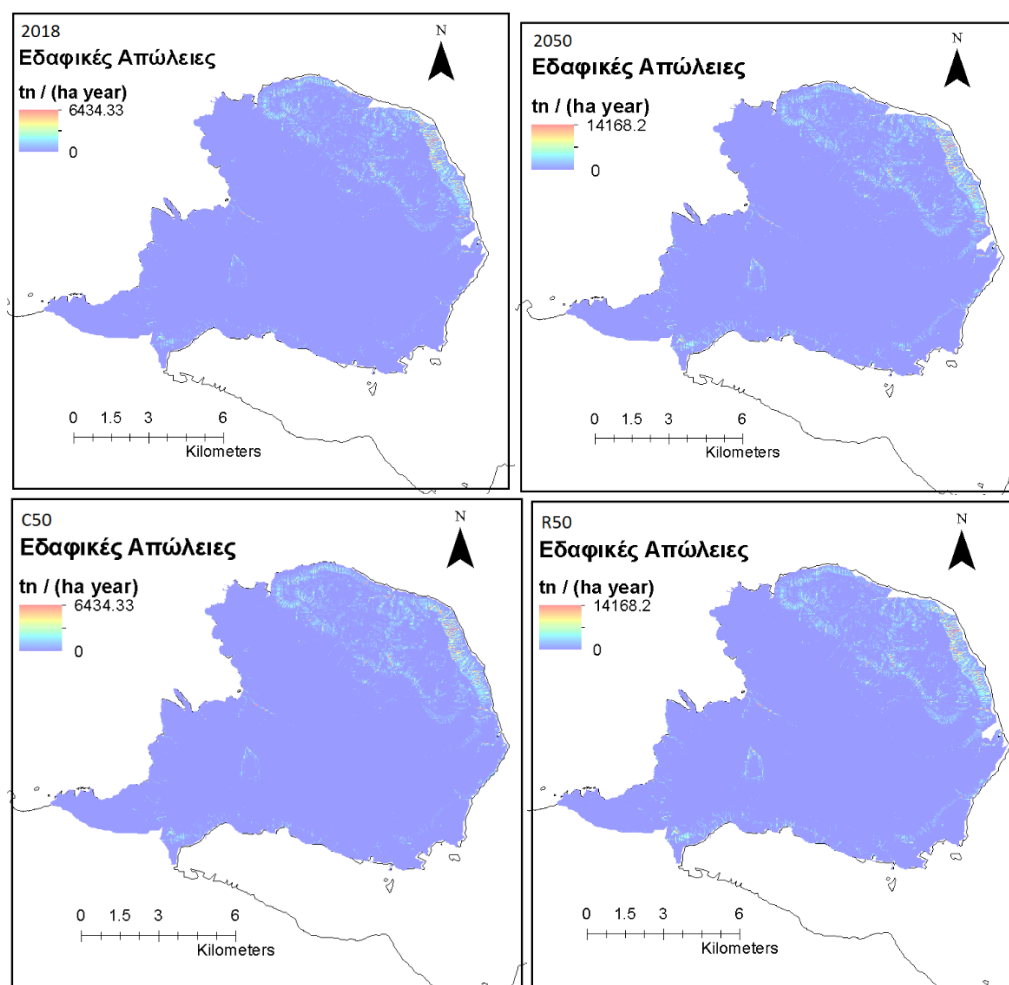 2018
Εδαφικές Απώλειες
N
tn / (ha year)
6434.33
0
0 1.5 3 6
Kilometers
2050
Εδαφικές Απώλειες
N
tn / (ha year)
14168.2
0
0 1.5 3 6
Kilometers
C50
Εδαφικές Απώλειες
N
tn / (ha year)
6434.33
0
0 1.5 3 6
Kilometers
R50
Εδαφικές Απώλειες
N
tn / (ha year)
14168.2
0
0 1.5 3 6
Kilometers